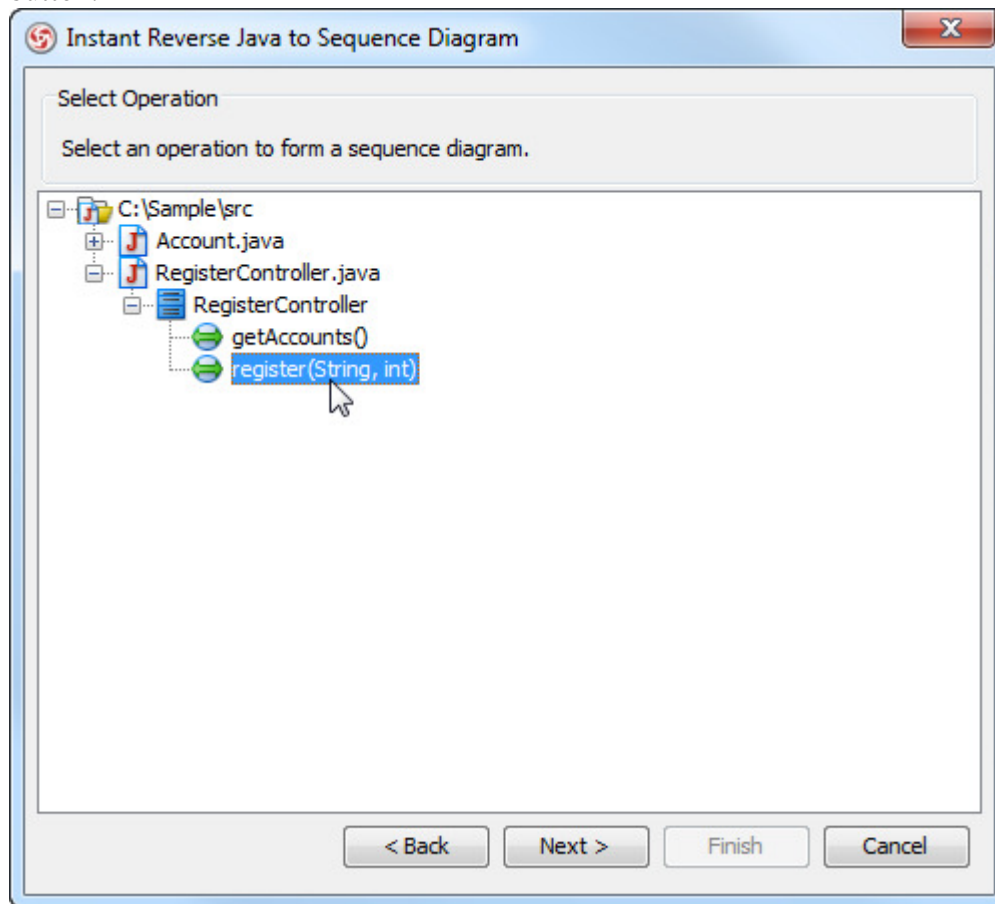 Instant Reverse Java to Sequence Diagram
Select Operation
Select an operation to form a sequence diagram.
C:\Sample\src
Account.java
RegisterController.java
RegisterController
getAccounts()
register(String, int)
< Back Next > Finish Cancel